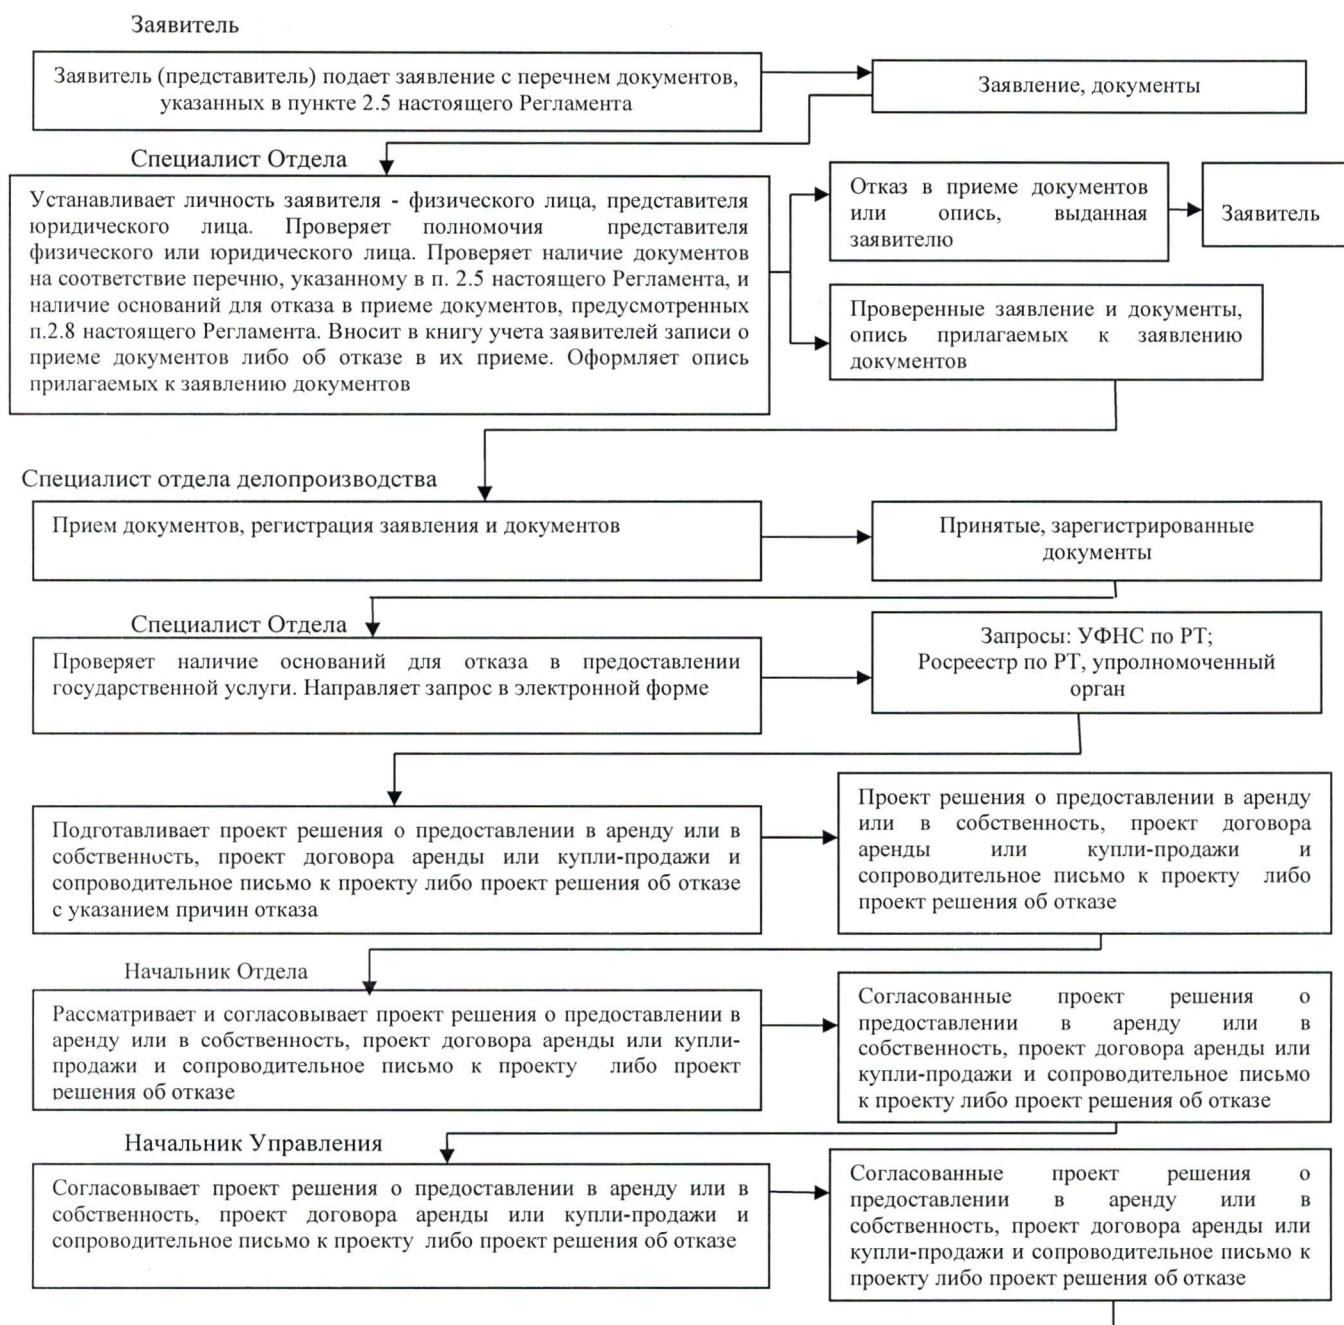 Заявитель
Заявитель (представитель) подает заявление с перечнем документов,
указанных в пункте 2.5 настоящего Регламента
Заявление, документы
Специалист Отдела
Устанавливает личность заявителя - физического лица, представителя
юридического лица. Проверяет полномочия представителя
физического или юридического лица. Проверяет наличие документов
на соответствие перечню, указанному в п. 2.5 настоящего Регламента, и
наличие оснований для отказа в приеме документов, предусмотренных
п.2.8 настоящего Регламента. Вносит в книгу учета заявителей записи о
приеме документов либо об отказе в их приеме. Оформляет опись
прилагаемых к заявлению документов
Отказ в приеме документов
или опись, выданная
заявителю
Заявитель
Проверенные заявление и документы,
опись прилагаемых к заявлению
документов
Специалист отдела делопроизводства
Прием документов, регистрация заявления и документов
Принятые, зарегистрированные
документы
Специалист Отдела
Проверяет наличие оснований для отказа в предоставлении
государственной услуги. Направляет запрос в электронной форме
Запросы: УФНС по РТ;
Росреестр по РТ, упролномоченный
орган
Подготавливает проект решения о предоставлении в аренду или в
собственность, проект договора аренды или купли-продажи и
сопроводительное письмо к проекту либо проект решения об отказе
с указанием причин отказа
Проект решения о предоставлении в аренду
или в собственность, проект договора
аренды или купли-продажи и
сопроводительное письмо к проекту либо
проект решения об отказе
Начальник Отдела
Рассматривает и согласовывает проект решения о предоставлении в
аренду или в собственность, проект договора аренды или купли-
продажи и сопроводительное письмо к проекту либо проект
решения об отказе
Согласованные проект решения о
предоставлении в аренду или в
собственность, проект договора аренды или
купли-продажи и сопроводительное письмо
к проекту либо проект решения об отказе
Начальник Управления
Согласовывает проект решения о предоставлении в аренду или в
собственность, проект договора аренды или купли-продажи и
сопроводительное письмо к проекту либо проект решения об отказе
Согласованные проект решения о
предоставлении в аренду или в
собственность, проект договора аренды или
купли-продажи и сопроводительное письмо к
проекту либо проект решения об отказе